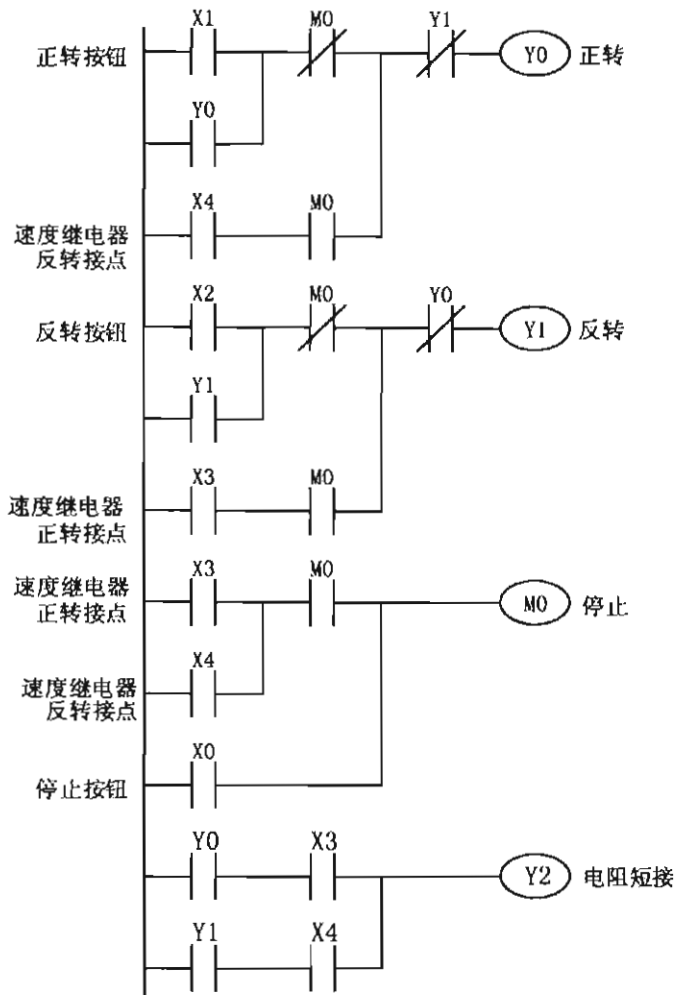 X1 M0 Y1
正转按钮 Y0 正转
Y0
X4 M0
速度继电器
反转接点
X2 M0 Y0
反转按钮 Y1 反转
Y1
X3 M0
速度继电器
正转接点
X3 M0
速度继电器
正转接点 M0 停止
X4
速度继电器
反转接点
X0
停止按钮
Y0 X3
Y2 电阻短接
Y1 X4